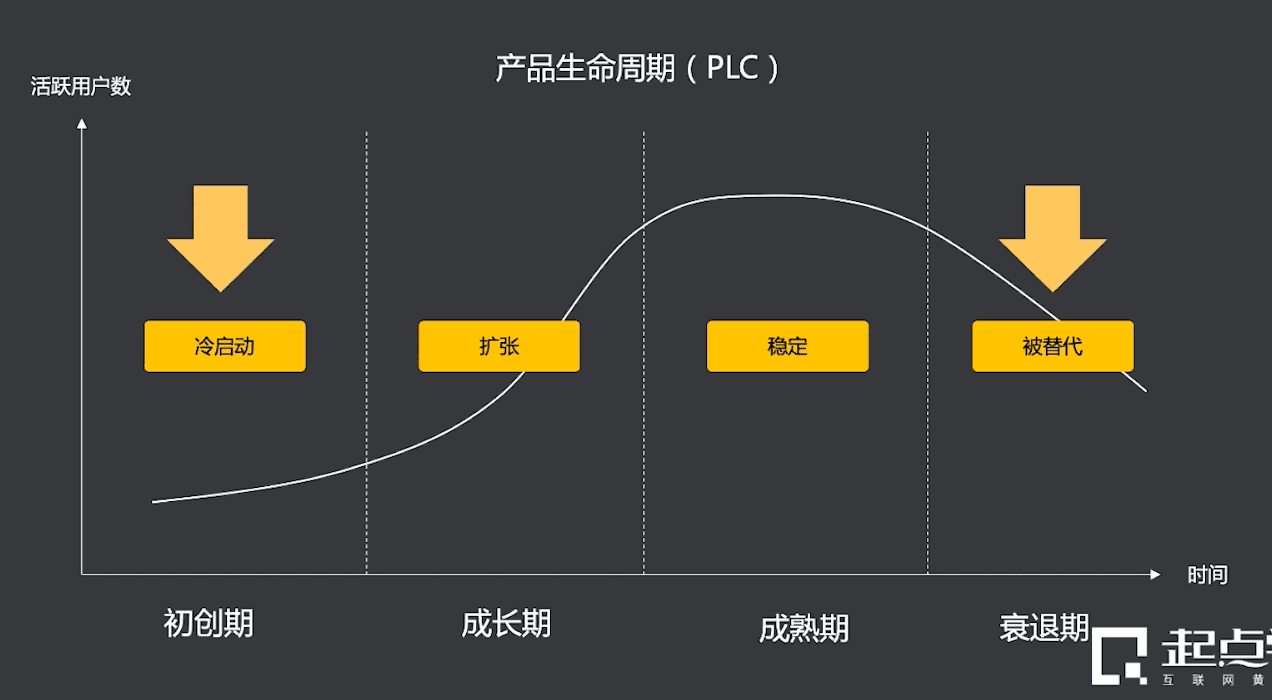 产品生命周期（PLC）
活跃用户数
冷启动
扩张
稳定
被替代
时间
初创期
成长期
成熟期
衰退期
起点
互联网黄